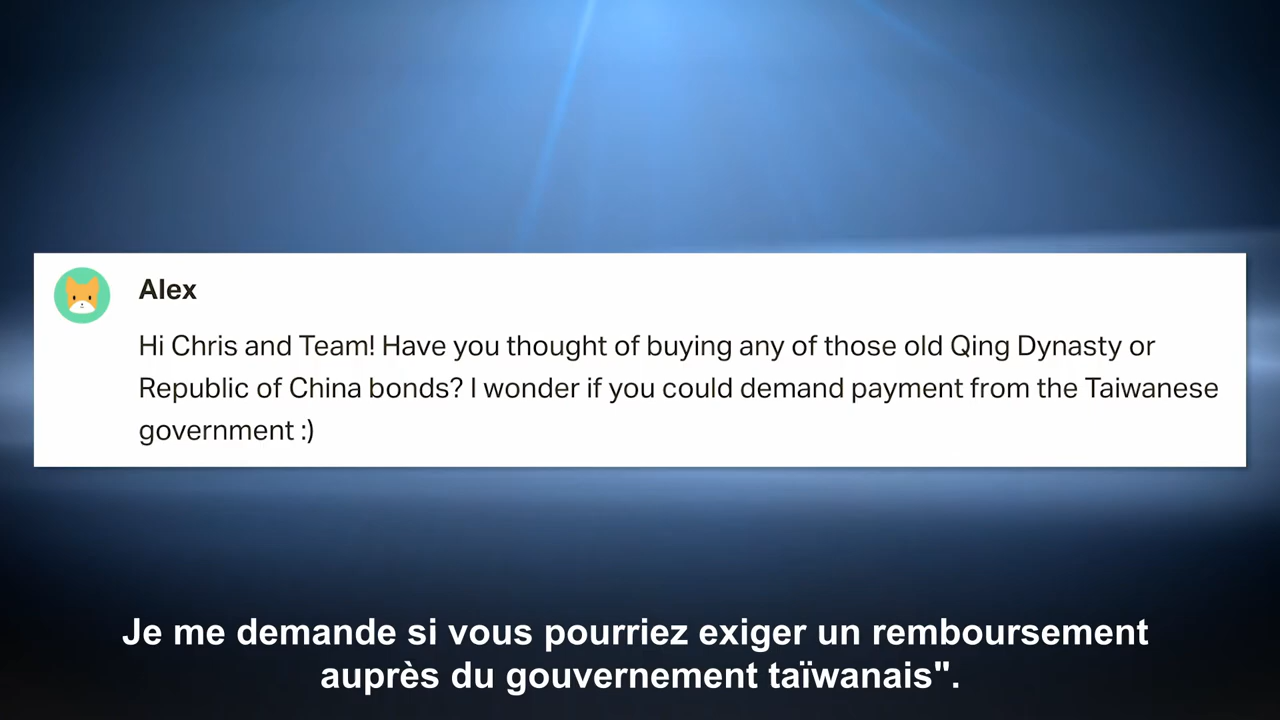 Alex
Hi Chris and Team! Have you thought of buying any of those old Qing Dynasty or
Republic of China bonds? I wonder if you could demand payment from the Taiwanese
government :)
Je me demande si vous pourriez exiger un remboursement
auprès du gouvernement taïwanais".